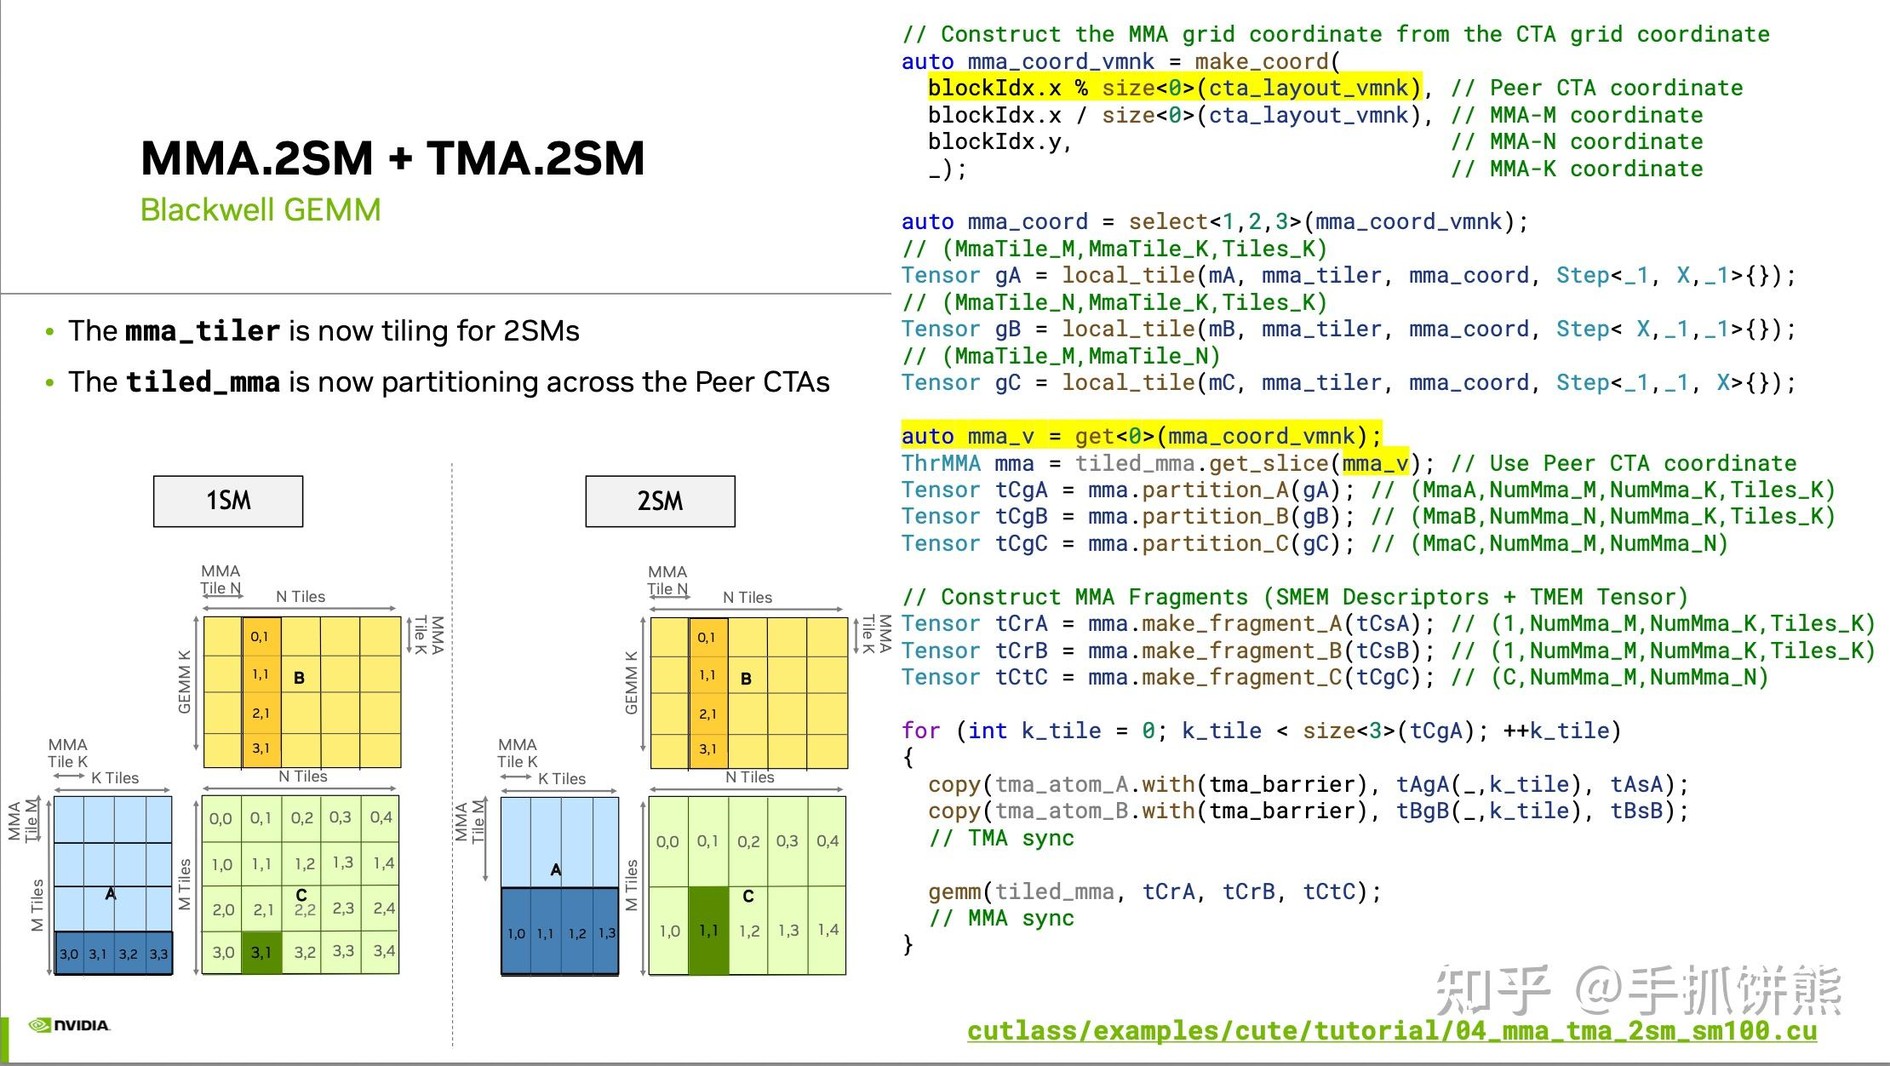 MMA.2SM + TMA.2SM
Blackwell GEMM
• The mma_tiler is now tiling for 2SMs
• The tiled_mma is now partitioning across the Peer CTAs
1SM
MMA
Tile N
N Tiles
MMA
Tile K
GEMM K
0,1
1,1
B
2,1
3,1
MMA
Tile K
K Tiles
N Tiles
MMA
Tile M
M Tiles
A
3,0 3,1 3,2 3,3
M Tiles
0,0 0,1 0,2 0,3 0,4
1,0 1,1 1,2 1,3 1,4
C
2,0 2,1 2,2 2,3 2,4
3,0 3,1 3,2 3,3 3,4
2SM
MMA
Tile N
N Tiles
MMA
Tile K
GEMM K
0,1
1,1
B
2,1
3,1
MMA
Tile K
K Tiles
N Tiles
MMA
Tile M
A
1,0 1,1 1,2 1,3
M Tiles
0,0 0,1 0,2 0,3 0,4
C
1,0 1,1 1,2 1,3 1,4
NVIDIA.
// Construct the MMA grid coordinate from the CTA grid coordinate
auto mma_coord_vmnk = make_coord(
  blockIdx.x % size<0>(cta_layout_vmnk), // Peer CTA coordinate
  blockIdx.x / size<0>(cta_layout_vmnk), // MMA-M coordinate
  blockIdx.y,                            // MMA-N coordinate
  _);                                    // MMA-K coordinate
auto mma_coord = select<1,2,3>(mma_coord_vmnk);
// (MmaTile_M,MmaTile_K,Tiles_K)
Tensor gA = local_tile(mA, mma_tiler, mma_coord, Step<_1, X,_1>{});
// (MmaTile_N,MmaTile_K,Tiles_K)
Tensor gB = local_tile(mB, mma_tiler, mma_coord, Step< X,_1,_1>{});
// (MmaTile_M,MmaTile_N)
Tensor gC = local_tile(mC, mma_tiler, mma_coord, Step<_1,_1, X>{});
auto mma_v = get<0>(mma_coord_vmnk);
ThrMMA mma = tiled_mma.get_slice(mma_v); // Use Peer CTA coordinate
Tensor tCgA = mma.partition_A(gA); // (MmaA,NumMma_M,NumMma_K,Tiles_K)
Tensor tCgB = mma.partition_B(gB); // (MmaB,NumMma_N,NumMma_K,Tiles_K)
Tensor tCgC = mma.partition_C(gC); // (MmaC,NumMma_M,NumMma_N)
// Construct MMA Fragments (SMEM Descriptors + TMEM Tensor)
Tensor tCrA = mma.make_fragment_A(tCsA); // (1,NumMma_M,NumMma_K,Tiles_K)
Tensor tCrB = mma.make_fragment_B(tCsB); // (1,NumMma_M,NumMma_K,Tiles_K)
Tensor tCtC = mma.make_fragment_C(tCgC); // (C,NumMma_M,NumMma_N)
for (int k_tile = 0; k_tile < size<3>(tCgA); ++k_tile)
{
  copy(tma_atom_A.with(tma_barrier), tAgA(_,k_tile), tAsA);
  copy(tma_atom_B.with(tma_barrier), tBgB(_,k_tile), tBsB);
  // TMA sync
  gemm(tiled_mma, tCrA, tCrB, tCtC);
  // MMA sync
}
知乎 @手抓饼熊
cutlass/examples/cute/tutorial/04_mma_tma_2sm_sm100.cu